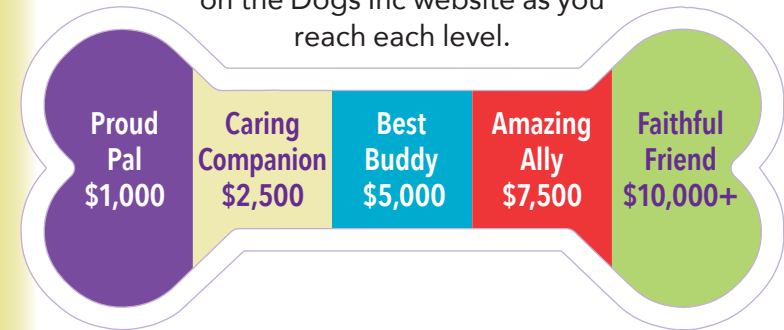 on the Dogs Inc website as you
reach each level.
Proud
Pal
$1,000
Caring
Companion
$2,500
Best
Buddy
$5,000
Amazing
Ally
$7,500
Faithful
Friend
$10,000+